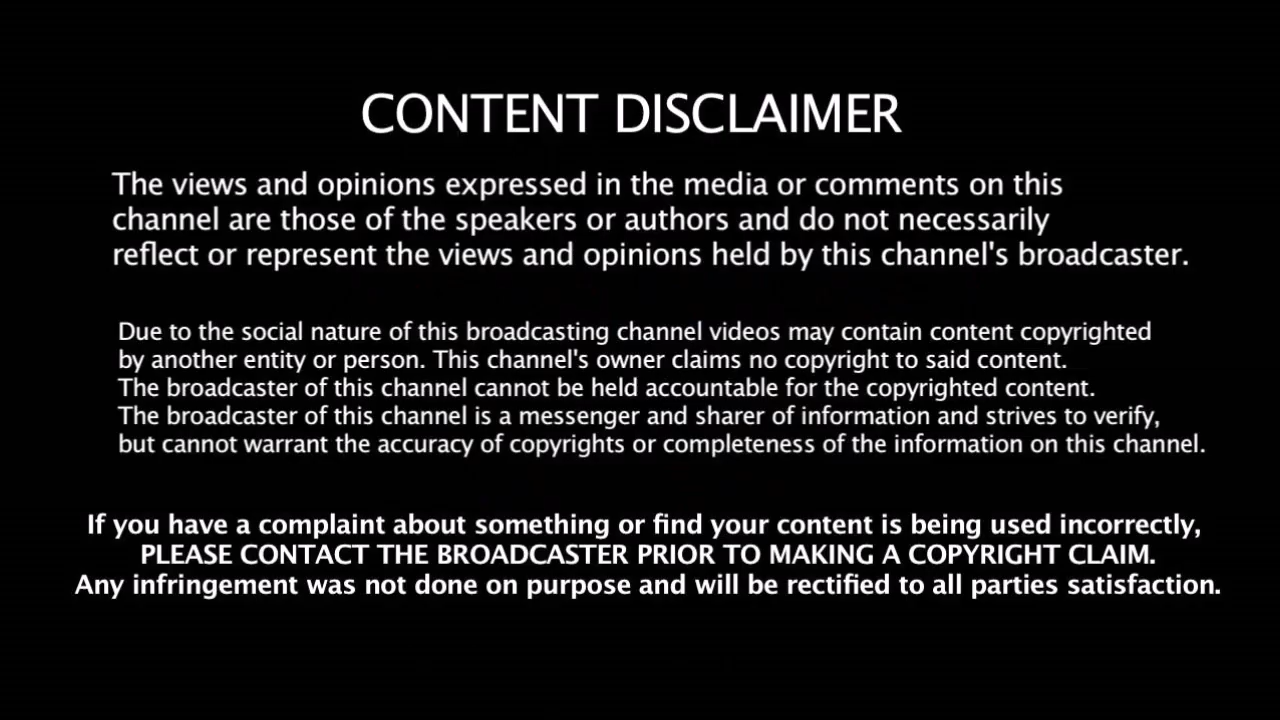 CONTENT DISCLAIMER
The views and opinions expressed in the media or comments on this
channel are those of the speakers or authors and do not necessarily
reflect or represent the views and opinions held by this channel's broadcaster.
Due to the social nature of this broadcasting channel videos may contain content copyrighted
by another entity or person. This channel's owner claims no copyright to said content.
The broadcaster of this channel cannot be held accountable for the copyrighted content.
The broadcaster of this channel is a messenger and sharer of information and strives to verify,
but cannot warrant the accuracy of copyrights or completeness of the information on this channel.
If you have a complaint about something or find your content is being used incorrectly,
PLEASE CONTACT THE BROADCASTER PRIOR TO MAKING A COPYRIGHT CLAIM.
Any infringement was not done on purpose and will be rectified to all parties satisfaction.